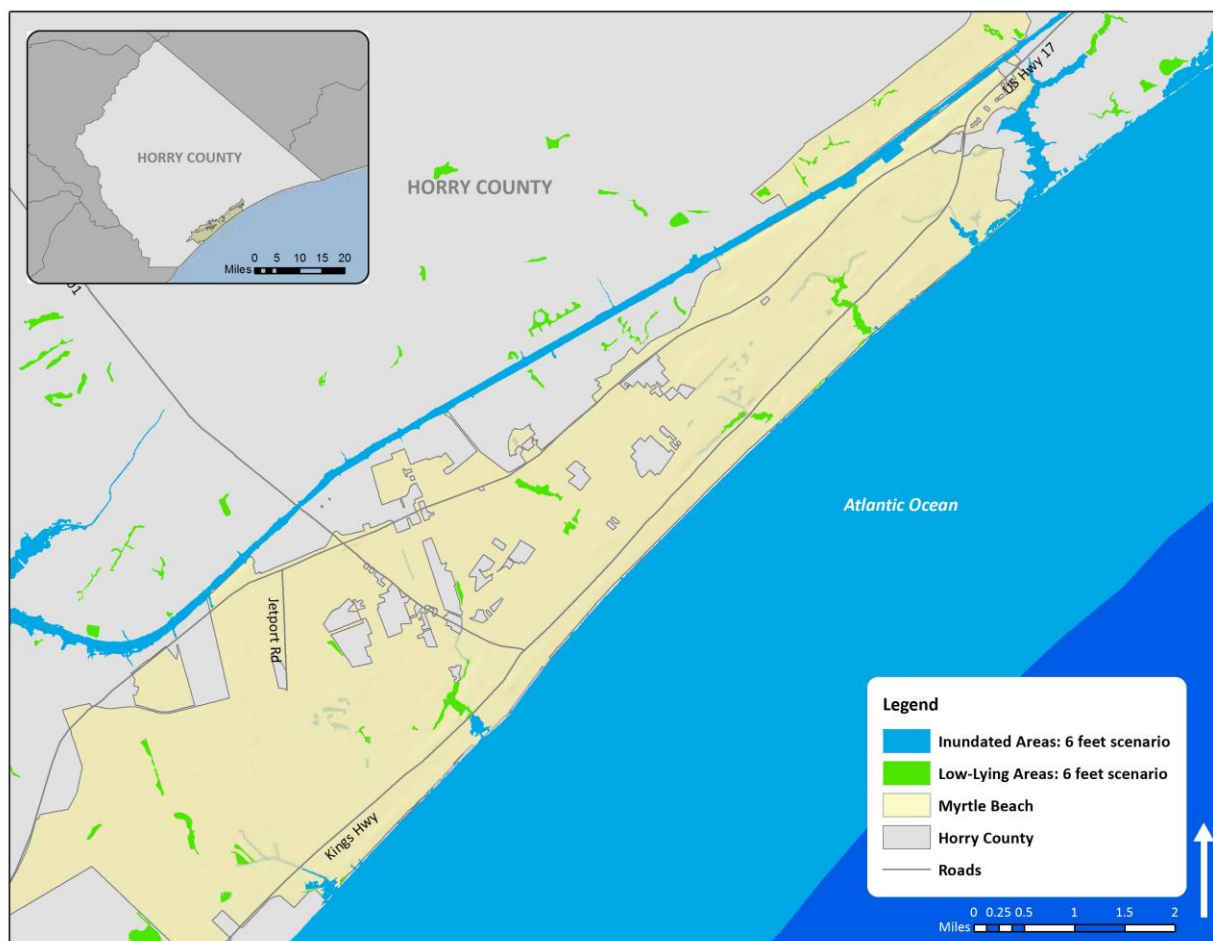 HORRY COUNTY
Miles
0 5 10 15 20
HORRY COUNTY
US Hwy 17
01
Atlantic Ocean
Jetport Rd
Kings Hwy
Legend
Inundated Areas: 6 feet scenario
Low-Lying Areas: 6 feet scenario
Myrtle Beach
Horry County
Roads
0 0.25 0.5 1 1.5 2
Miles